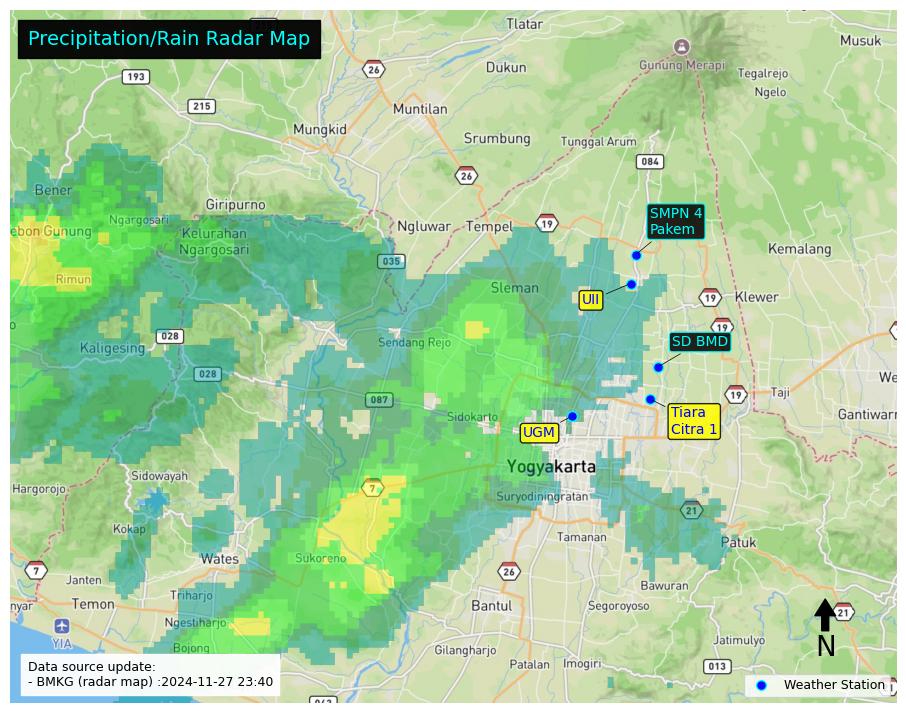 Precipitation/Rain Radar Map
Tlatar
Musuk
Gunung Merapi
26
193
Dukun
Tegalrejo
Ngelo
215
Muntilan
Mungkid
Srumbung
Tunggal Arum
084
26
Bener
Giripurno
SMPN 4
Pakem
Ngargosari
ebon Gunung
Kelurahan
Ngargosari
Ngluwar
Tempel
19
Kemalang
035
Rimun
Sleman
UII
19
Klewer
19
028
Kaligesing
Sendang Rejo
SD BMD
028
087
19
Taji
We
Sidokarto
Tiara
Citra 1
Gantiwarn
UGM
Yogyakarta
Sidowayah
Hargorojo
7
Suryodiningratan
21
Kokap
Tamanan
Patuk
Wates
Sukoreno
7
26
Janten
Bawuran
Triharjo
nyar
Temon
Bantul
Segoroyoso
21
Ngestiharjo
YIA
Jatimulyo
N
Bojong
Gilangharjo
Patalan
Imogiri
013
Data source update:
- BMKG (radar map) :2024-11-27 23:40
Weather Station